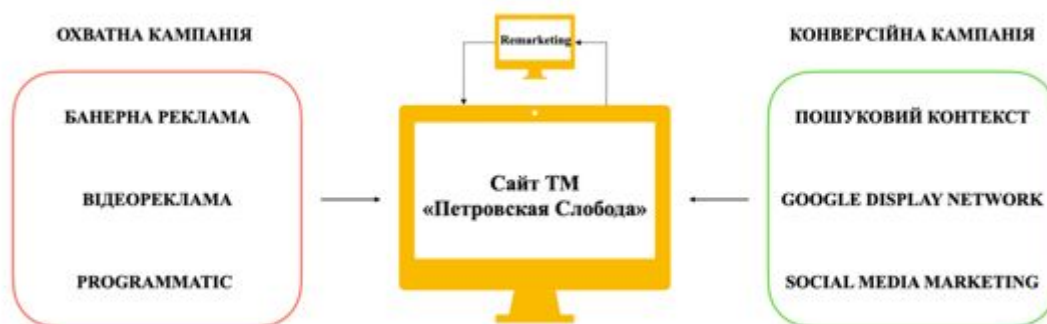 ОХВАТНА КАМПАНІЯ
БАНЕРНА РЕКЛАМА
ВІДЕОРЕКЛАМА
PROGRAMMATIC
Remarketing
Сайт ТМ
«Петровская Слобода»
КОНВЕРСІЙНА КАМПАНІЯ
ПОШУКОВИЙ КОНТЕКСТ
GOOGLE DISPLAY NETWORK
SOCIAL MEDIA MARKETING